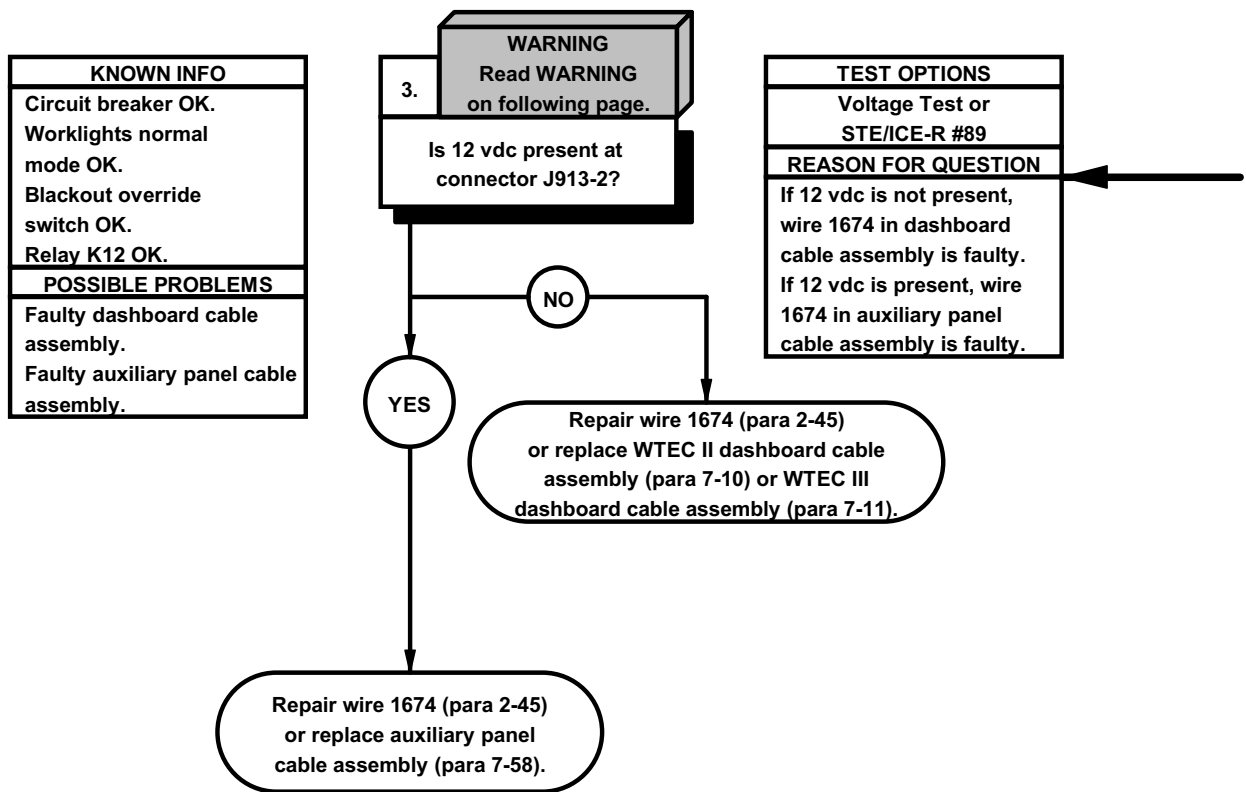 KNOWN INFO
Circuit breaker OK.
Worklights normal
mode OK.
Blackout override
switch OK.
Relay K12 OK.
POSSIBLE PROBLEMS
Faulty dashboard cable
assembly.
Faulty auxiliary panel cable
assembly.
WARNING
Read WARNING
on following page.
3.
Is 12 vdc present at
connector J913-2?
TEST OPTIONS
Voltage Test or
STE/ICE-R #89
REASON FOR QUESTION
If 12 vdc is not present,
wire 1674 in dashboard
cable assembly is faulty.
If 12 vdc is present, wire
1674 in auxiliary panel
cable assembly is faulty.
NO
YES
Repair wire 1674 (para 2-45)
or replace WTEC II dashboard cable
assembly (para 7-10) or WTEC III
dashboard cable assembly (para 7-11).
Repair wire 1674 (para 2-45)
or replace auxiliary panel
cable assembly (para 7-58).